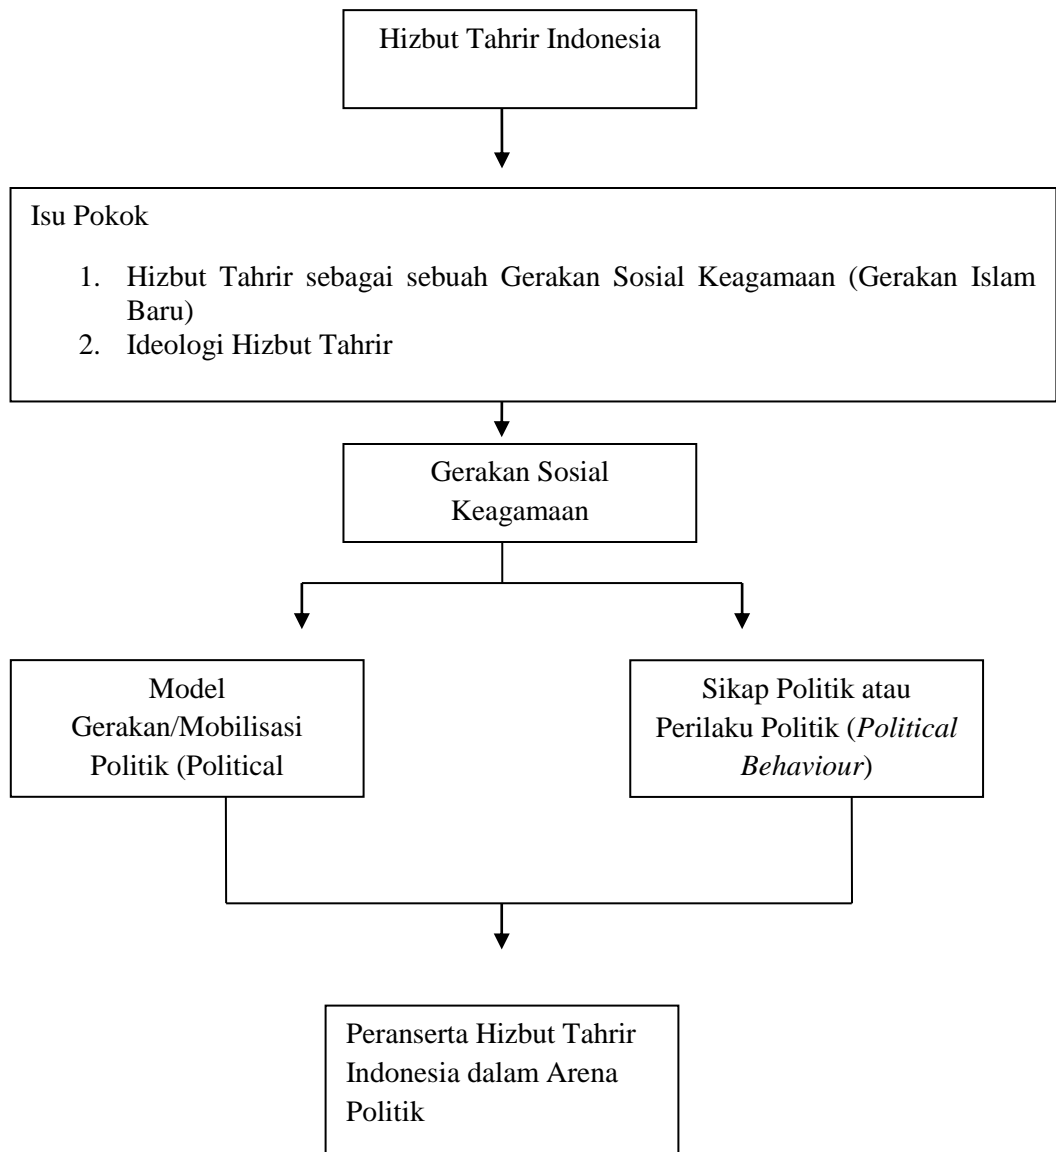 Hizbut Tahrir Indonesia
Isu Pokok
1. Hizbut Tahrir sebagai sebuah Gerakan Sosial Keagamaan (Gerakan Islam
Baru)
2. Ideologi Hizbut Tahrir
Gerakan Sosial
Keagamaan
Model
Gerakan/Mobilisasi
Politik (Political
Sikap Politik atau
Perilaku Politik (Political
Behaviour)
Peranserta Hizbut Tahrir
Indonesia dalam Arena
Politik